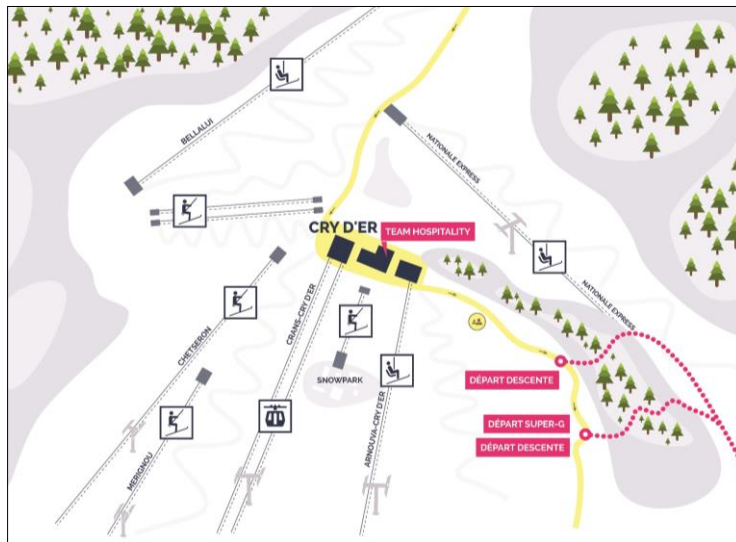 BELLALUI
NATIONALE EXPRESS
CRY D'ER
TEAM HOSPITALITY
NATIONALE EXPRESS
CHETSERON
CRANS-CRY D'ER
SNOWPARK
ARNOUVA-CRY D'ER
MERIGNOU
DÉPART DESCENTE
DÉPART SUPER-G
DÉPART DESCENTE